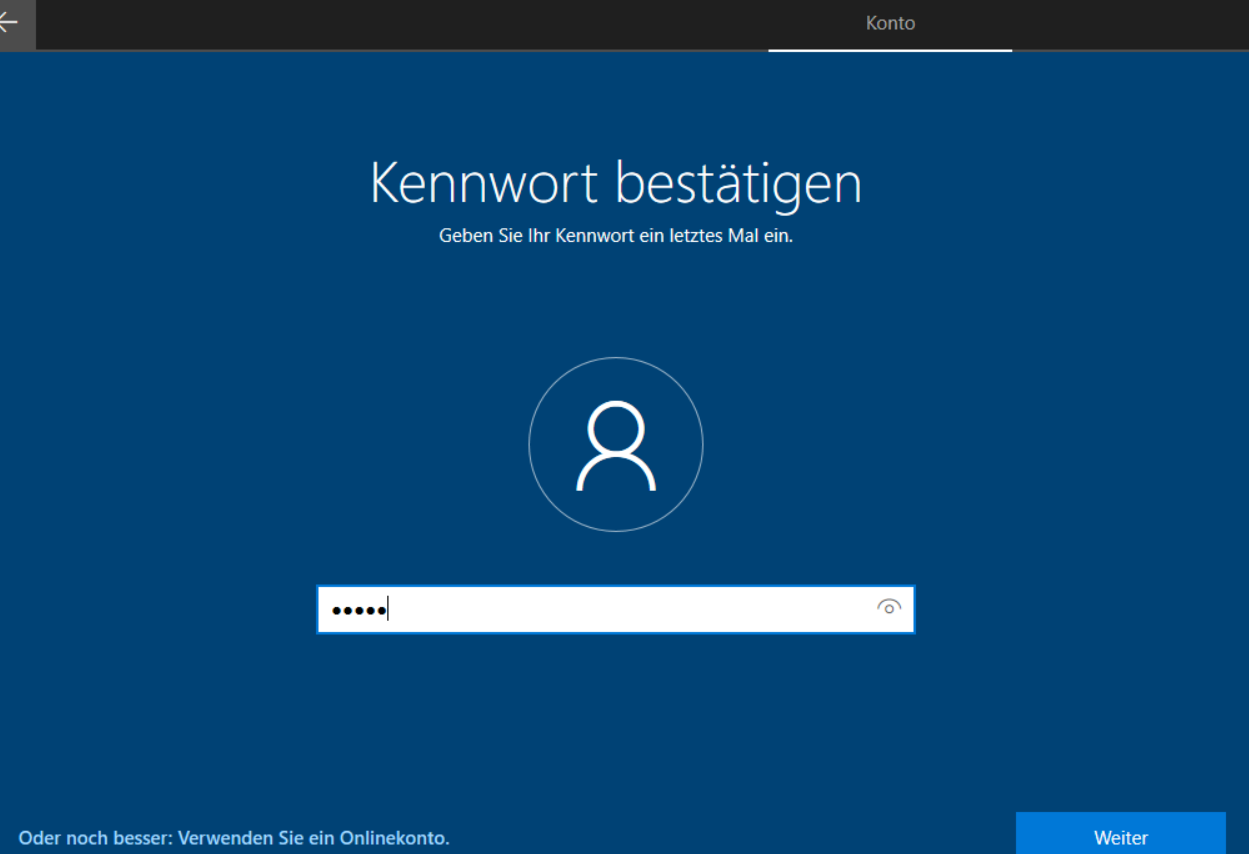 Konto
Kennwort bestätigen
Geben Sie Ihr Kennwort ein letztes Mal ein.
•••••
Oder noch besser: Verwenden Sie ein Onlinekonto.
Weiter